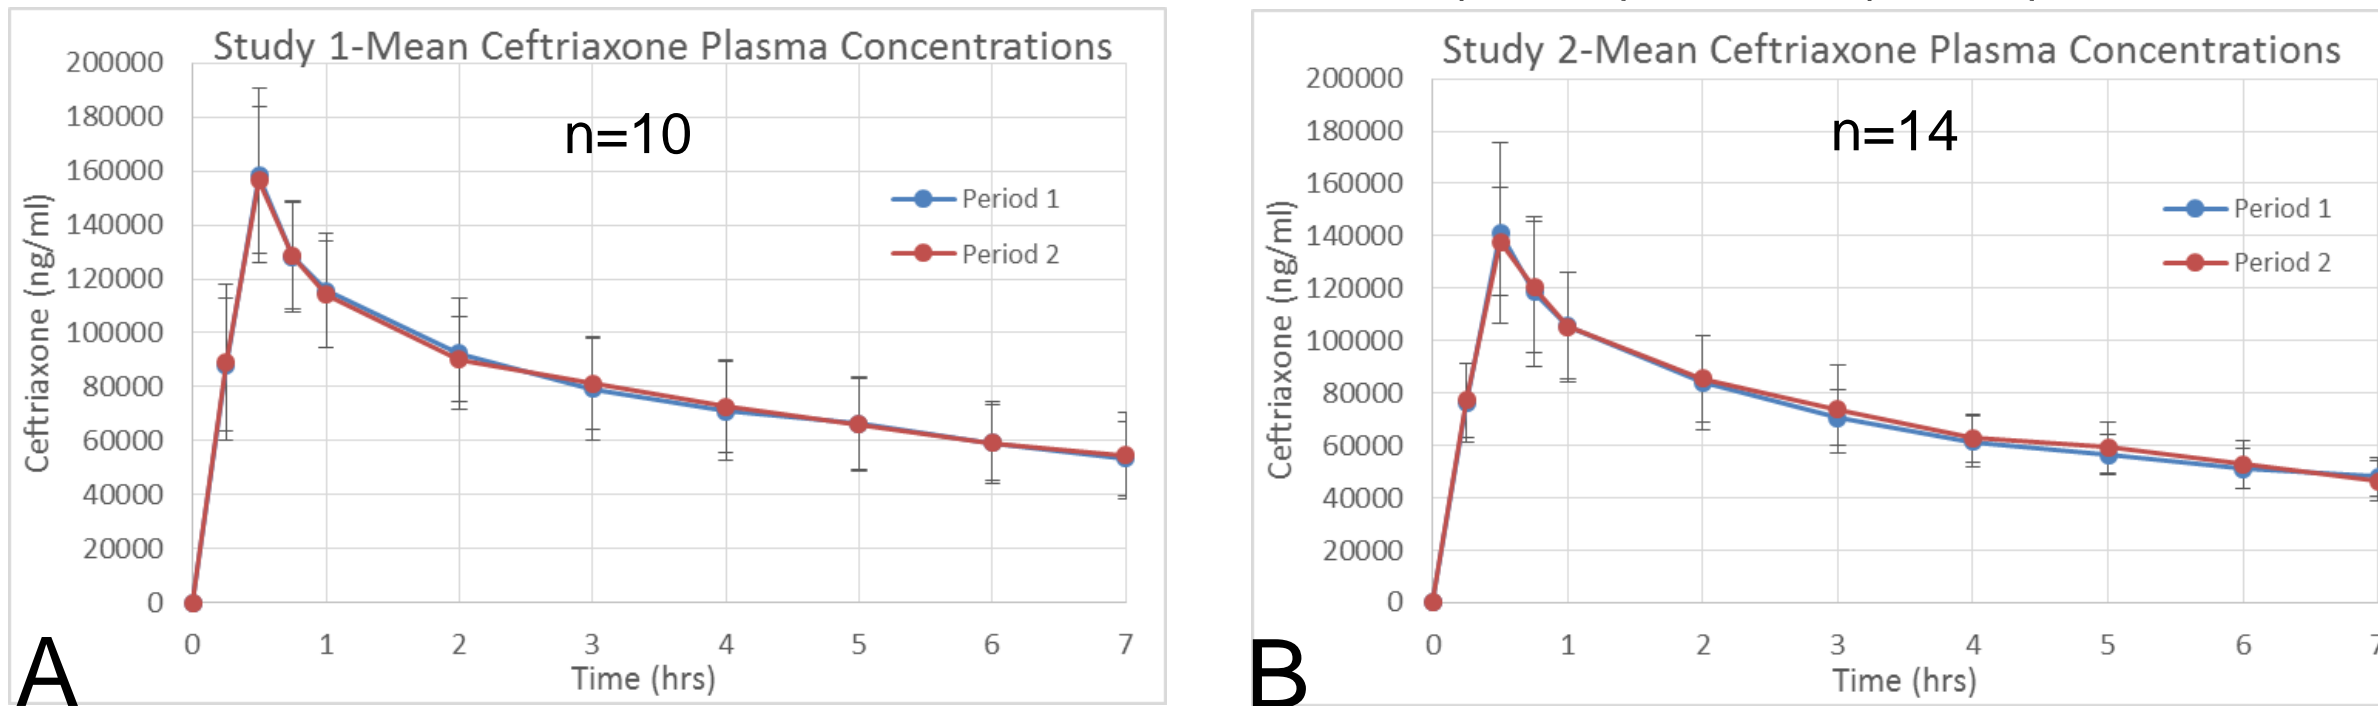 Study 1-Mean Ceftriaxone Plasma Concentrations
n=10
Period 1
Period 2
Ceftriaxone (ng/ml)
200000
180000
160000
140000
120000
100000
80000
60000
40000
20000
0
0 1 2 3 4 5 6 7
Time (hrs)
A
Study 2-Mean Ceftriaxone Plasma Concentrations
n=14
Period 1
Period 2
Ceftriaxone (ng/ml)
200000
180000
160000
140000
120000
100000
80000
60000
40000
20000
0
0 1 2 3 4 5 6 7
Time (hrs)
B